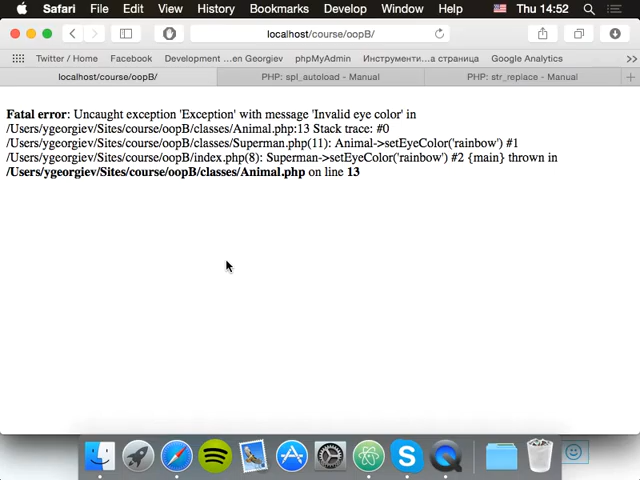 Safari File Edit View History Bookmarks Develop Window Help Thu 14:52
localhost/course/oopB/
Twitter / Home Facebook Development ...en Georgiev phpMyAdmin Инструменти...а страница Google Analytics
localhost/course/oopB/ PHP: spl_autoload - Manual PHP: str_replace - Manual
Fatal error: Uncaught exception 'Exception' with message 'Invalid eye color' in
/Users/ygeorgiev/Sites/course/oopB/classes/Animal.php:13 Stack trace: #0
/Users/ygeorgiev/Sites/course/oopB/classes/Superman.php(11): Animal->setEyeColor('rainbow') #1
/Users/ygeorgiev/Sites/course/oopB/index.php(8): Superman->setEyeColor('rainbow') #2 {main} thrown in
/Users/ygeorgiev/Sites/course/oopB/classes/Animal.php on line 13